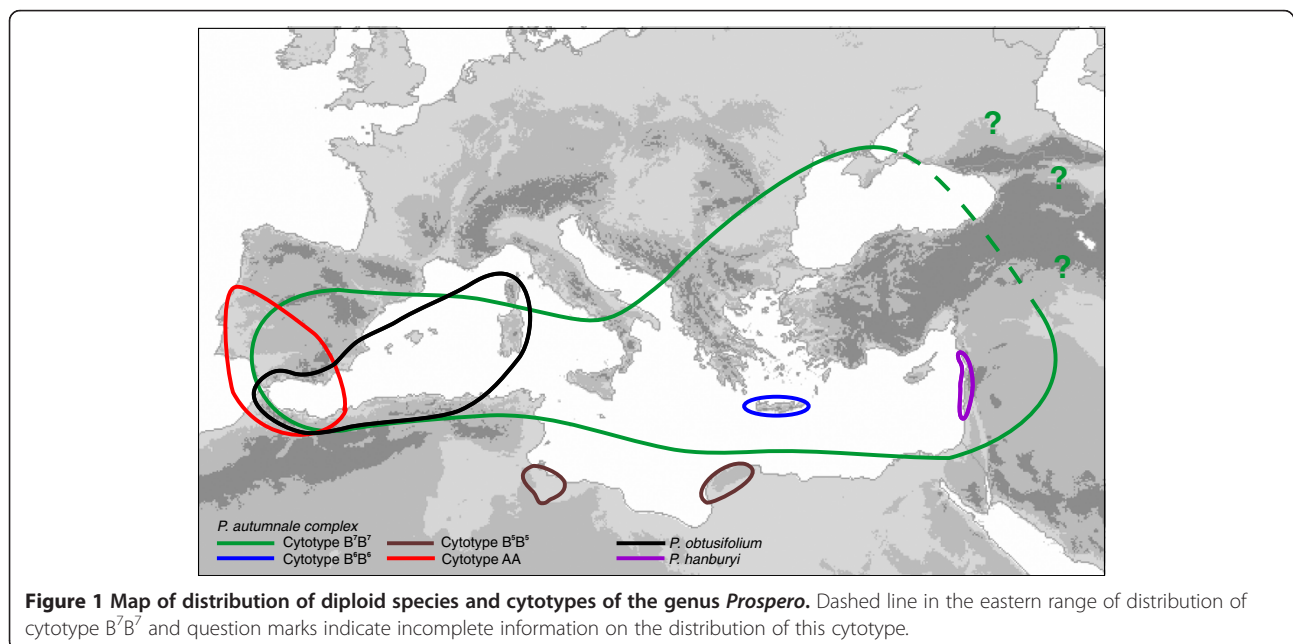 ?
?
?
P. autumnale complex
Cytotype B⁷B⁷ Cytotype B⁵B⁵ P. obtusifolium
Cytotype B⁶B⁶ Cytotype AA P. hanburyi
Figure 1 Map of distribution of diploid species and cytotypes of the genus Prospero. Dashed line in the eastern range of distribution of
cytotype B⁷B⁷ and question marks indicate incomplete information on the distribution of this cytotype.